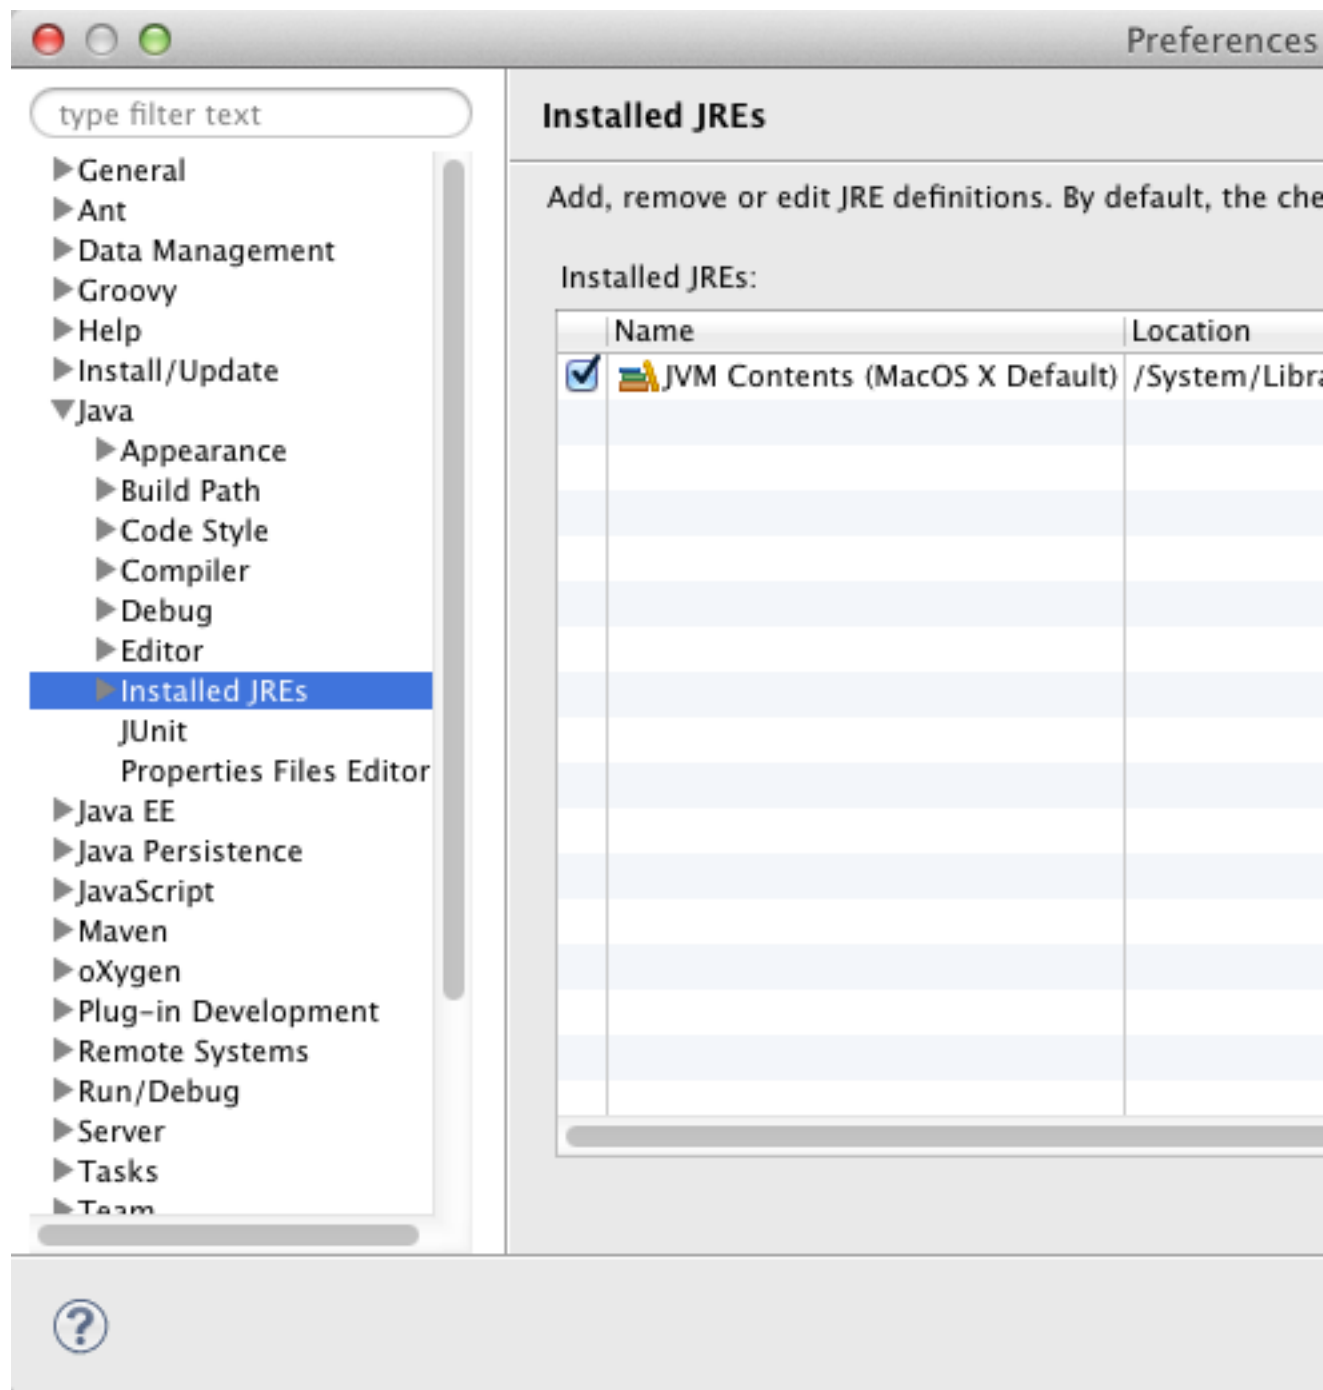 Preferences
type filter text
General
Ant
Data Management
Groovy
Help
Install/Update
Java
Appearance
Build Path
Code Style
Compiler
Debug
Editor
Installed JREs
JUnit
Properties Files Editor
Java EE
Java Persistence
JavaScript
Maven
oXygen
Plug-in Development
Remote Systems
Run/Debug
Server
Tasks
Team
Installed JREs
Add, remove or edit JRE definitions. By default, the che
Installed JREs:
Name Location
JVM Contents (MacOS X Default) /System/Libra
?